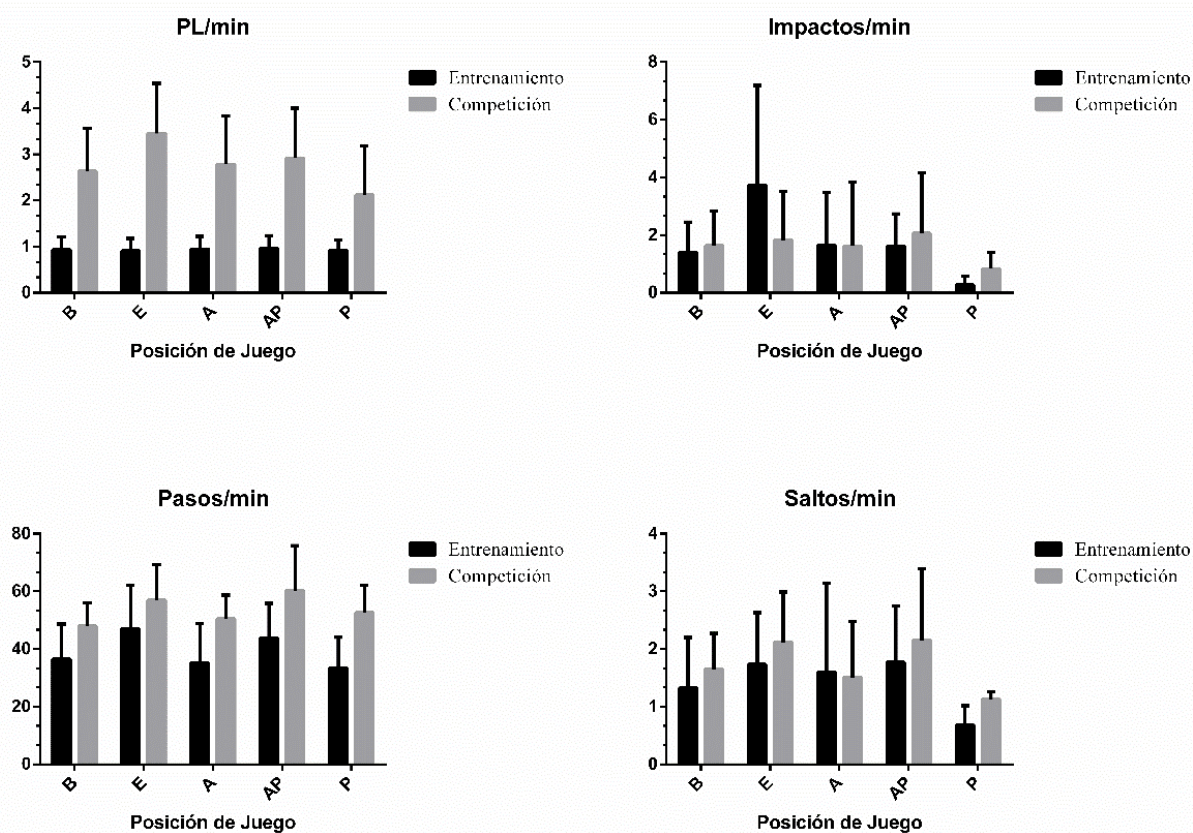 PL/min
5
4
3
2
1
0
B E A AP P
Posición de Juego
Entrenamiento
Competición
Impactos/min
8
6
4
2
0
B E A AP P
Posición de Juego
Entrenamiento
Competición
Pasos/min
80
60
40
20
0
B E A AP P
Posición de Juego
Entrenamiento
Competición
Saltos/min
4
3
2
1
0
B E A AP P
Posición de Juego
Entrenamiento
Competición